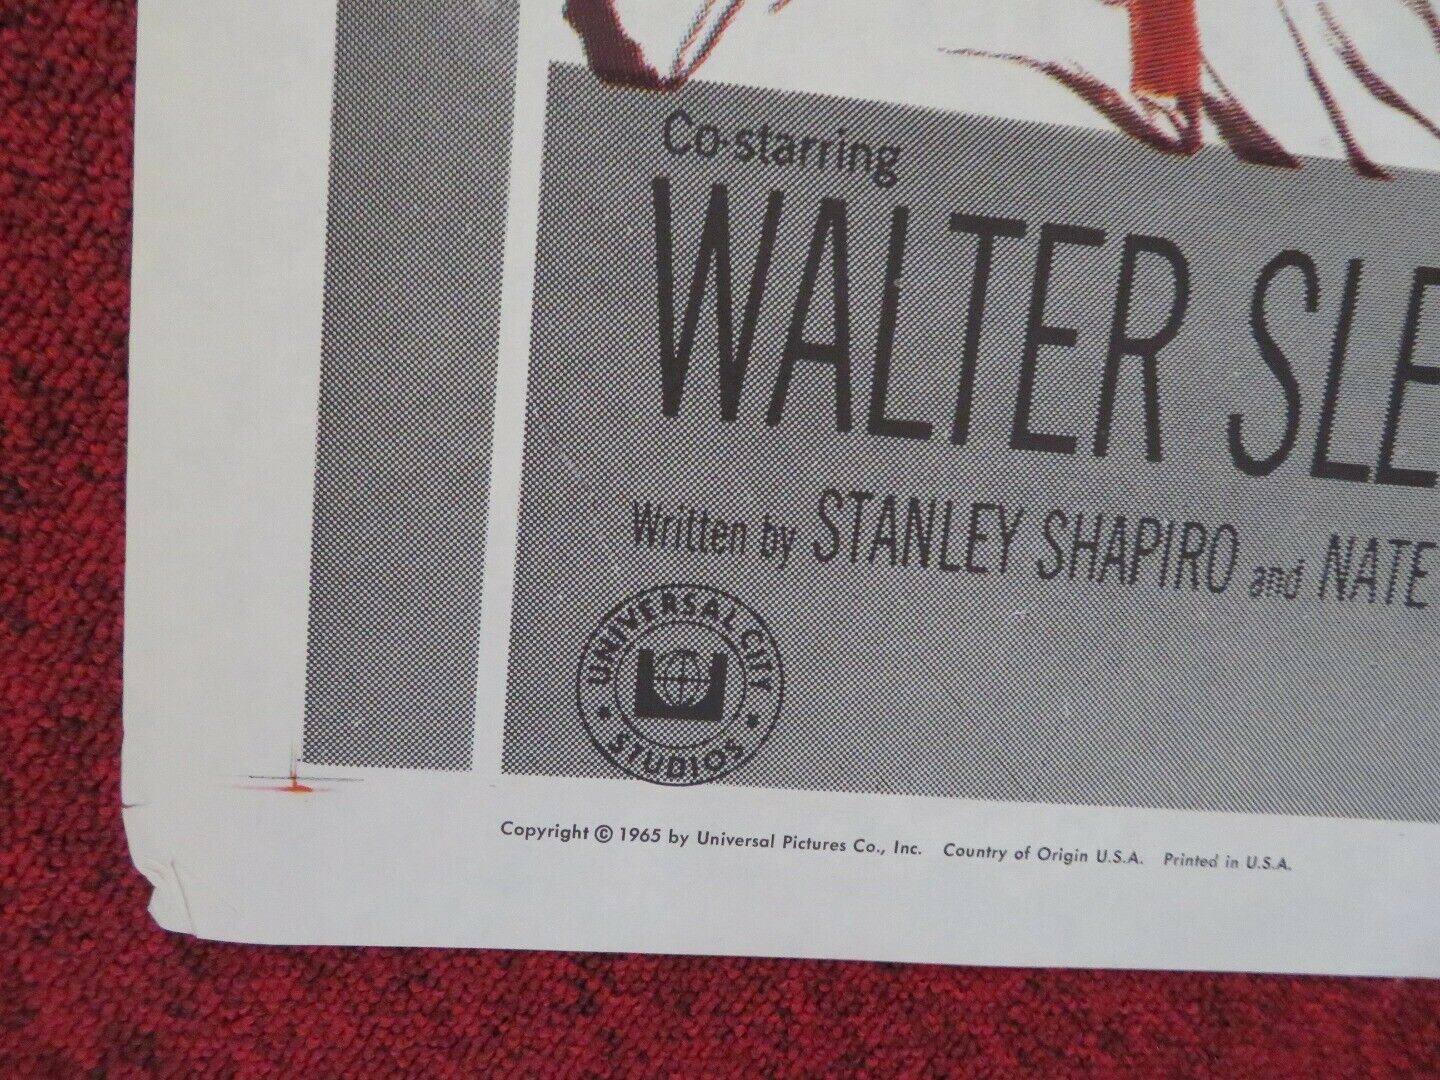 Co-starring
WALTER SLE
Written by STANLEY SHAPIRO and NATE
UNIVERSAL CITY
STUDIOS
Copyright © 1965 by Universal Pictures Co., Inc. Country of Origin U.S.A. Printed in U.S.A.